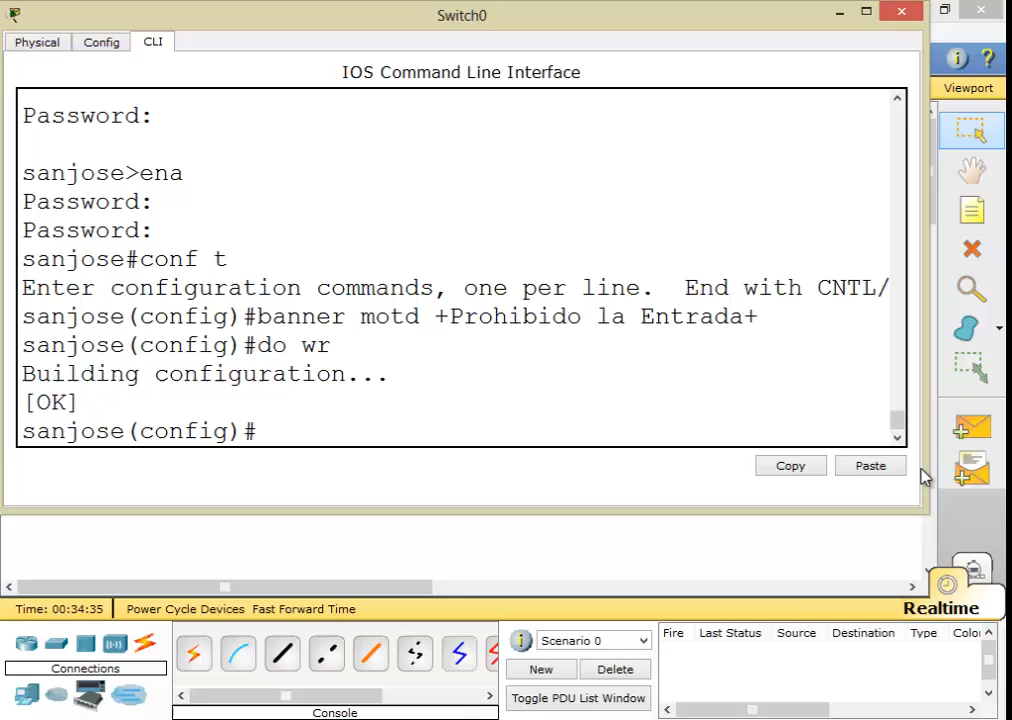 Switch0
Physical Config CLI
IOS Command Line Interface
Password:
sanjose>ena
Password:
Password:
sanjose#conf t
Enter configuration commands, one per line.  End with CNTL/
sanjose(config)#banner motd +Prohibido la Entrada+
sanjose(config)#do wr
Building configuration...
[OK]
sanjose(config)#
Copy Paste
Viewport
Time: 00:34:35 Power Cycle Devices Fast Forward Time
Realtime
Connections
Console
Scenario 0
New Delete
Toggle PDU List Window
Fire Last Status Source Destination Type Color